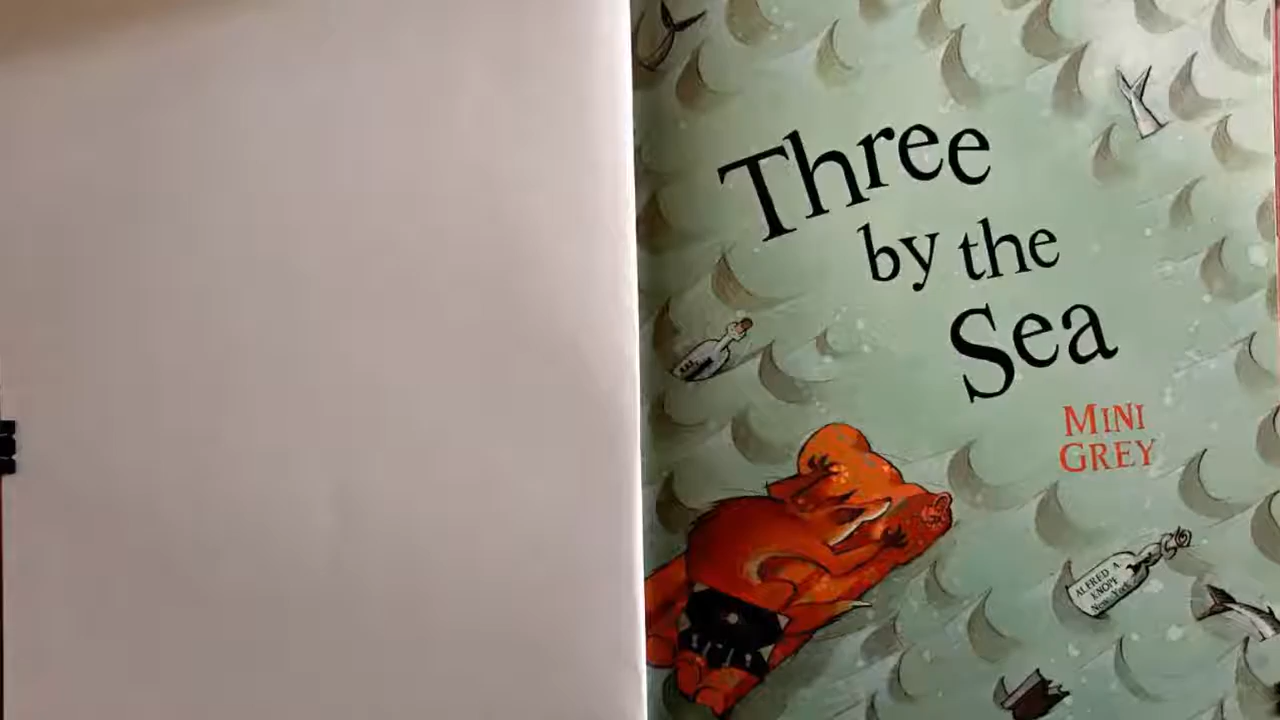 Three
by the
Sea
MINI
GREY
ALFRED A.
KNOPF
New York